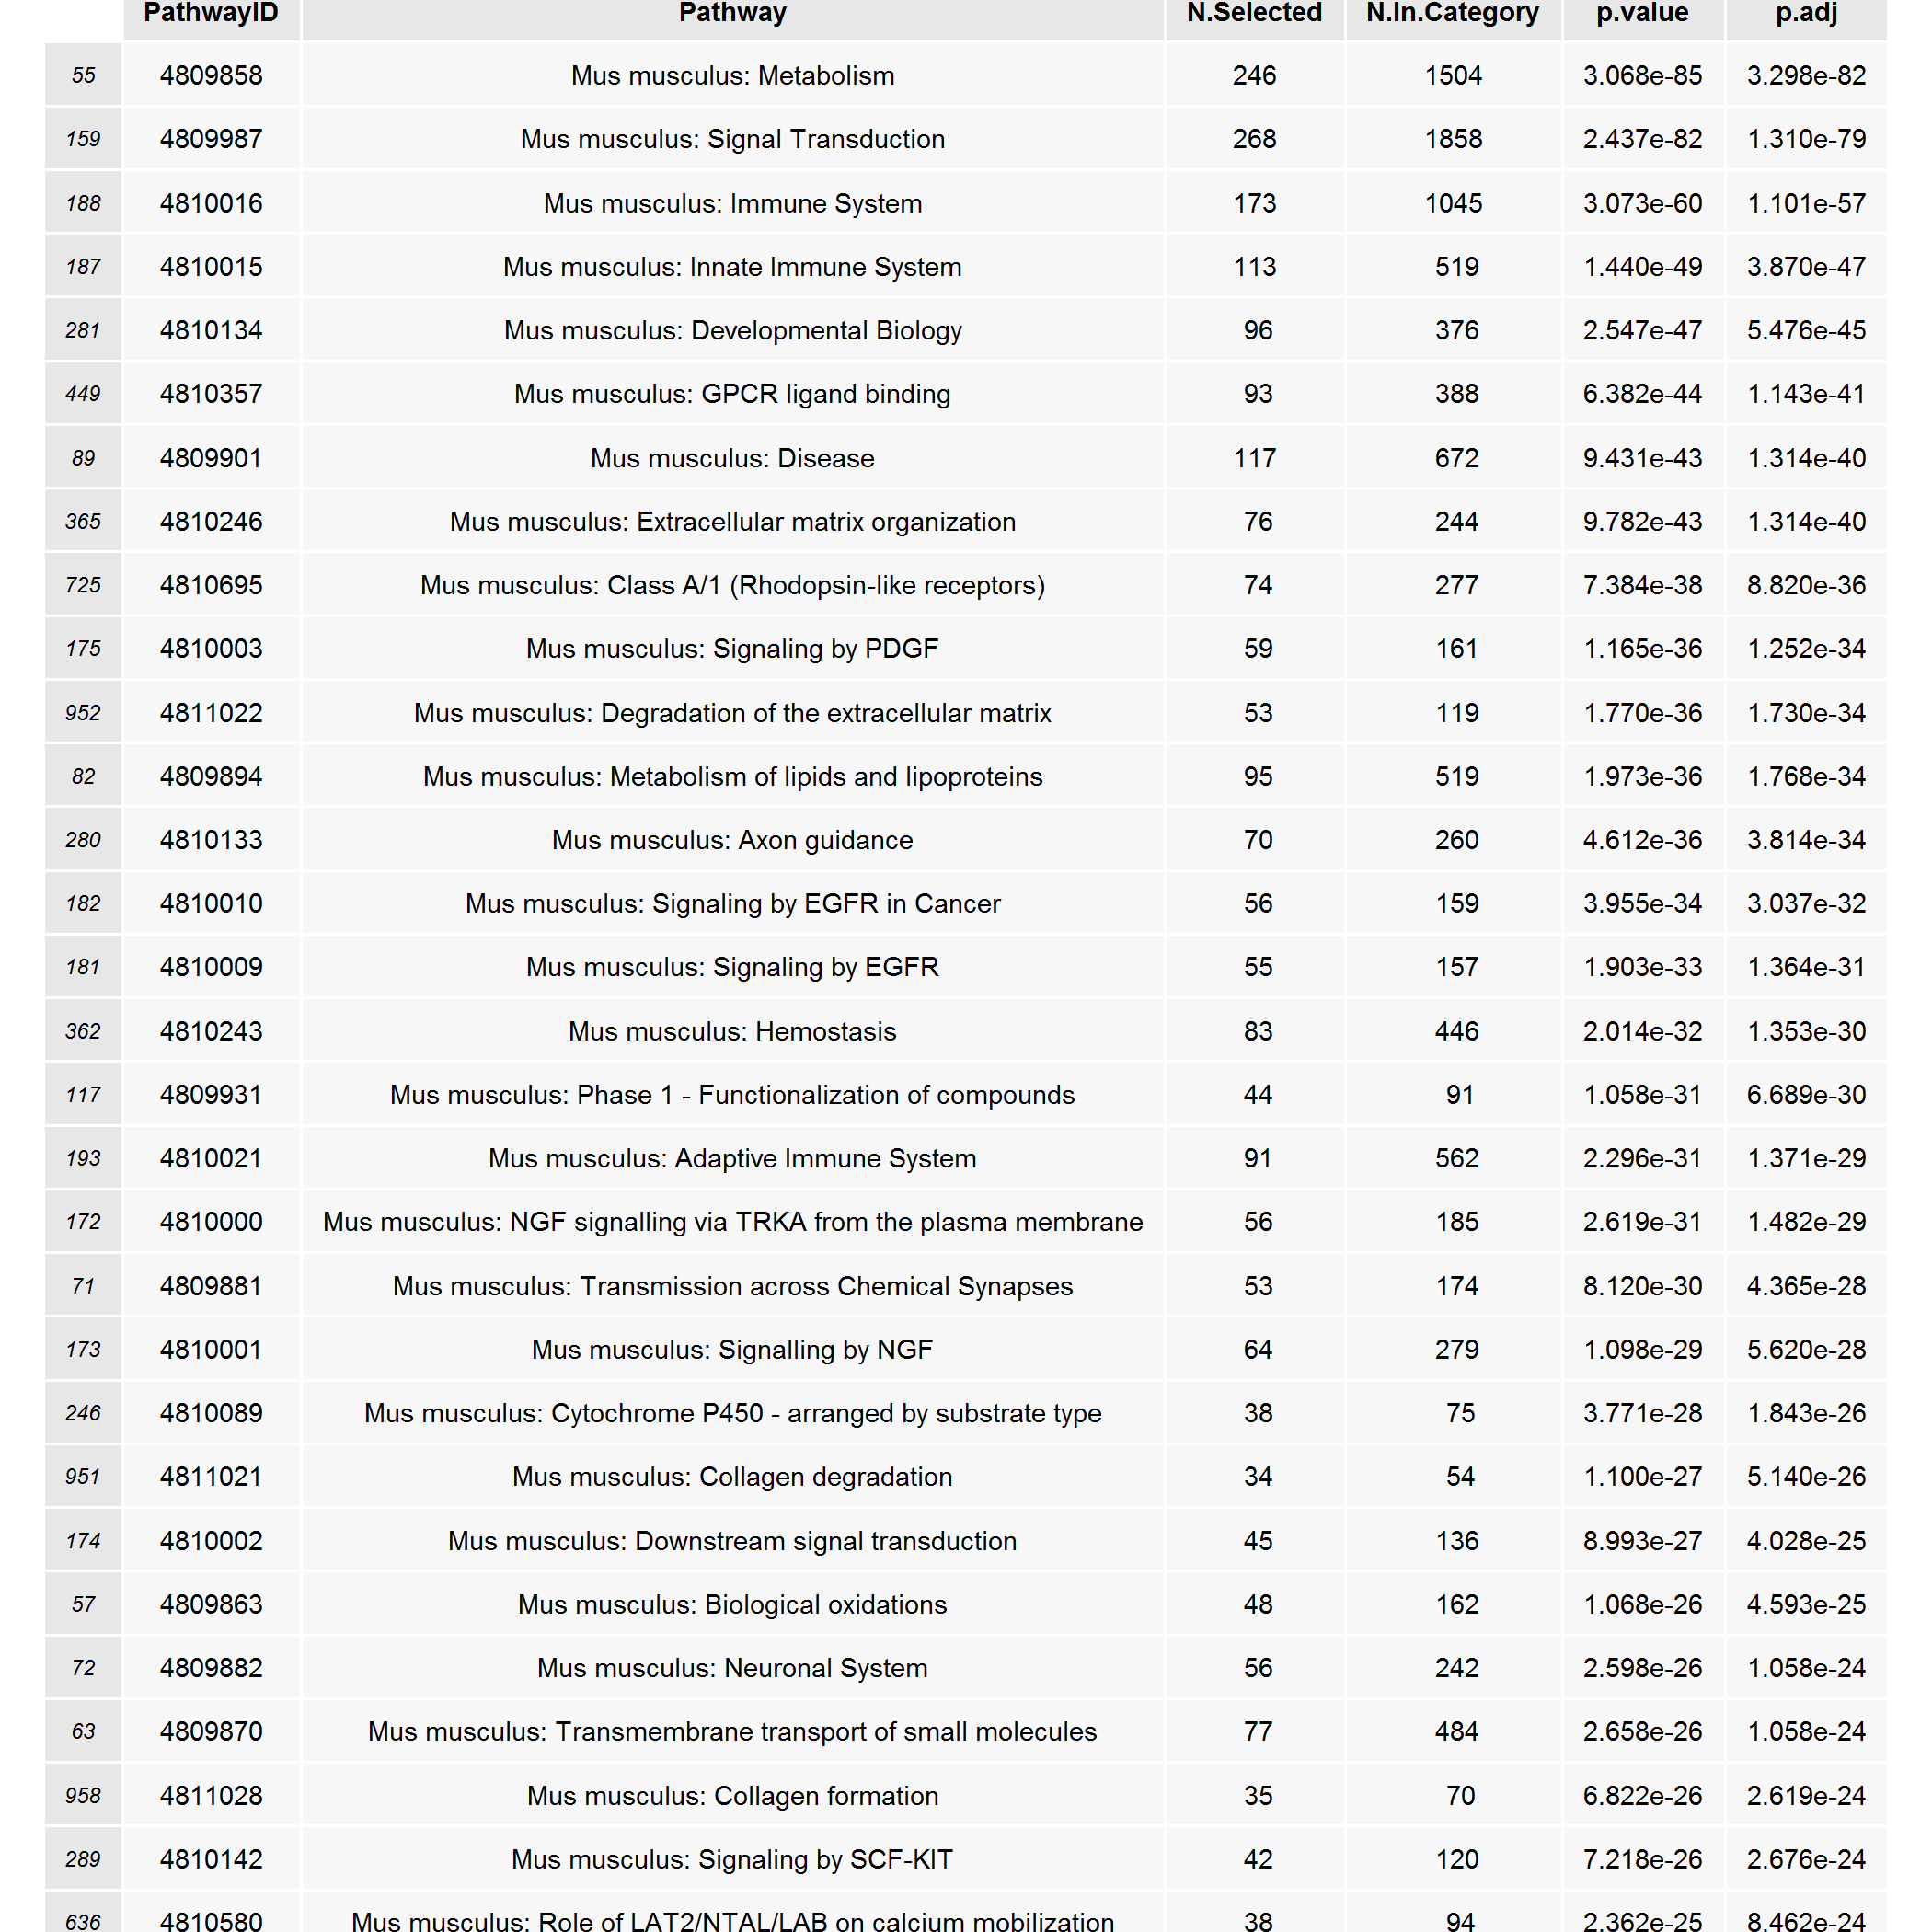 PathwayID Pathway N.Selected N.In.Category p.value p.adj
55 4809858 Mus musculus: Metabolism 246 1504 3.068e-85 3.298e-82
159 4809987 Mus musculus: Signal Transduction 268 1858 2.437e-82 1.310e-79
188 4810016 Mus musculus: Immune System 173 1045 3.073e-60 1.101e-57
187 4810015 Mus musculus: Innate Immune System 113 519 1.440e-49 3.870e-47
281 4810134 Mus musculus: Developmental Biology 96 376 2.547e-47 5.476e-45
449 4810357 Mus musculus: GPCR ligand binding 93 388 6.382e-44 1.143e-41
89 4809901 Mus musculus: Disease 117 672 9.431e-43 1.314e-40
365 4810246 Mus musculus: Extracellular matrix organization 76 244 9.782e-43 1.314e-40
725 4810695 Mus musculus: Class A/1 (Rhodopsin-like receptors) 74 277 7.384e-38 8.820e-36
175 4810003 Mus musculus: Signaling by PDGF 59 161 1.165e-36 1.252e-34
952 4811022 Mus musculus: Degradation of the extracellular matrix 53 119 1.770e-36 1.730e-34
82 4809894 Mus musculus: Metabolism of lipids and lipoproteins 95 519 1.973e-36 1.768e-34
280 4810133 Mus musculus: Axon guidance 70 260 4.612e-36 3.814e-34
182 4810010 Mus musculus: Signaling by EGFR in Cancer 56 159 3.955e-34 3.037e-32
181 4810009 Mus musculus: Signaling by EGFR 55 157 1.903e-33 1.364e-31
362 4810243 Mus musculus: Hemostasis 83 446 2.014e-32 1.353e-30
117 4809931 Mus musculus: Phase 1 - Functionalization of compounds 44 91 1.058e-31 6.689e-30
193 4810021 Mus musculus: Adaptive Immune System 91 562 2.296e-31 1.371e-29
172 4810000 Mus musculus: NGF signalling via TRKA from the plasma membrane 56 185 2.619e-31 1.482e-29
71 4809881 Mus musculus: Transmission across Chemical Synapses 53 174 8.120e-30 4.365e-28
173 4810001 Mus musculus: Signalling by NGF 64 279 1.098e-29 5.620e-28
246 4810089 Mus musculus: Cytochrome P450 - arranged by substrate type 38 75 3.771e-28 1.843e-26
951 4811021 Mus musculus: Collagen degradation 34 54 1.100e-27 5.140e-26
174 4810002 Mus musculus: Downstream signal transduction 45 136 8.993e-27 4.028e-25
57 4809863 Mus musculus: Biological oxidations 48 162 1.068e-26 4.593e-25
72 4809882 Mus musculus: Neuronal System 56 242 2.598e-26 1.058e-24
63 4809870 Mus musculus: Transmembrane transport of small molecules 77 484 2.658e-26 1.058e-24
958 4811028 Mus musculus: Collagen formation 35 70 6.822e-26 2.619e-24
289 4810142 Mus musculus: Signaling by SCF-KIT 42 120 7.218e-26 2.676e-24
636 4810580 Mus musculus: Role of LAT2/NTAL/LAB on calcium mobilization 38 94 2.362e-25 8.462e-24